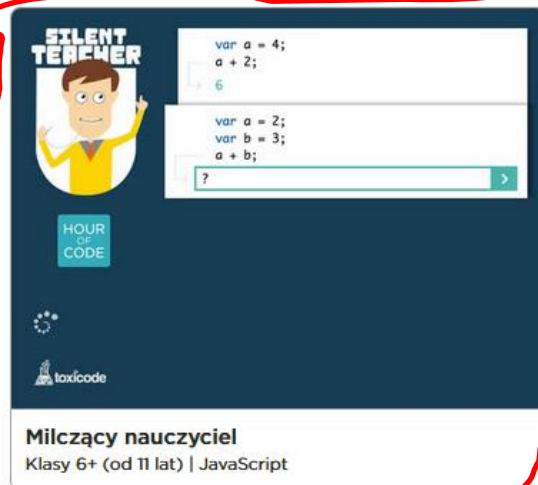 SILENT
TEACHER
var a = 4;
a + 2;
6
var a = 2;
var b = 3;
a + b;
?
>
HOUR
OF
CODE
toxicode
Milczący nauczyciel
Klasy 6+ (od 11 lat) | JavaScript